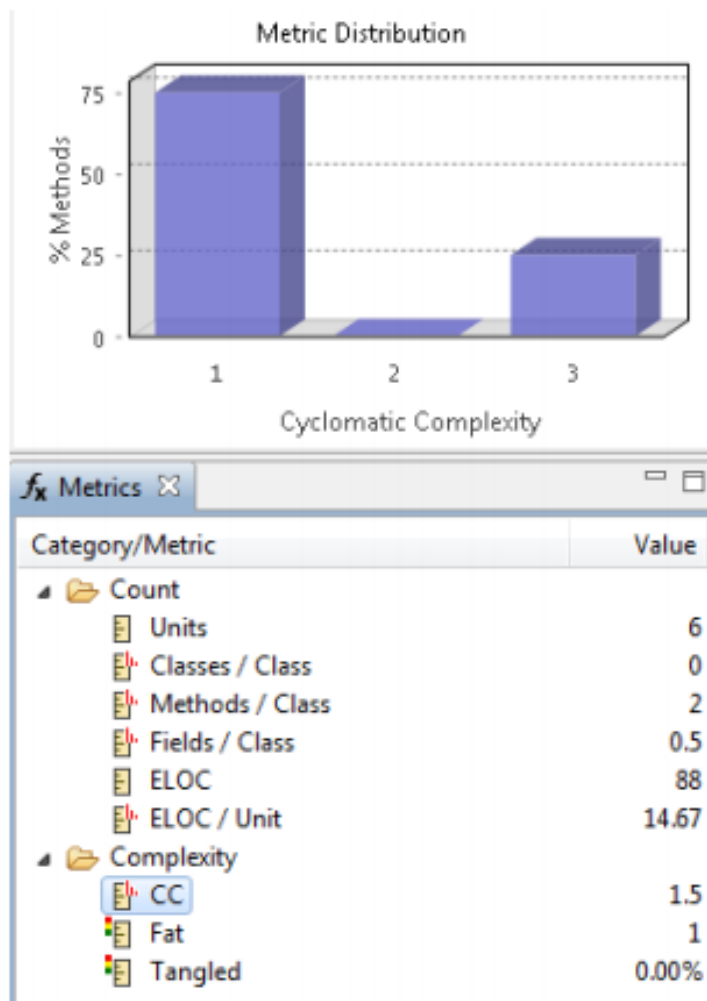 Metric Distribution
75
50
25
0
% Methods
1 2 3
Cyclomatic Complexity
fx Metrics
Category/Metric Value
Count
Units 6
Classes / Class 0
Methods / Class 2
Fields / Class 0.5
ELOC 88
ELOC / Unit 14.67
Complexity
CC 1.5
Fat 1
Tangled 0.00%